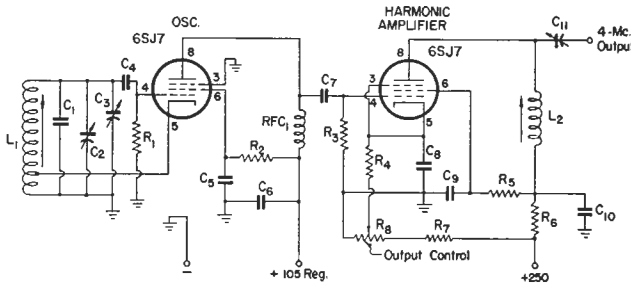 OSC.
6SJ7
HARMONIC
AMPLIFIER
6SJ7
C11
4-Mc.
Output
8
8
C4
3
6
4
5
C7
3
4
6
5
L1
C1
C2
C3
R1
R2
RFC1
R3
R4
C8
L2
C5
C6
C9
R5
R6
C10
R8
R7
Output Control
–
+ 105 Reg.
+250